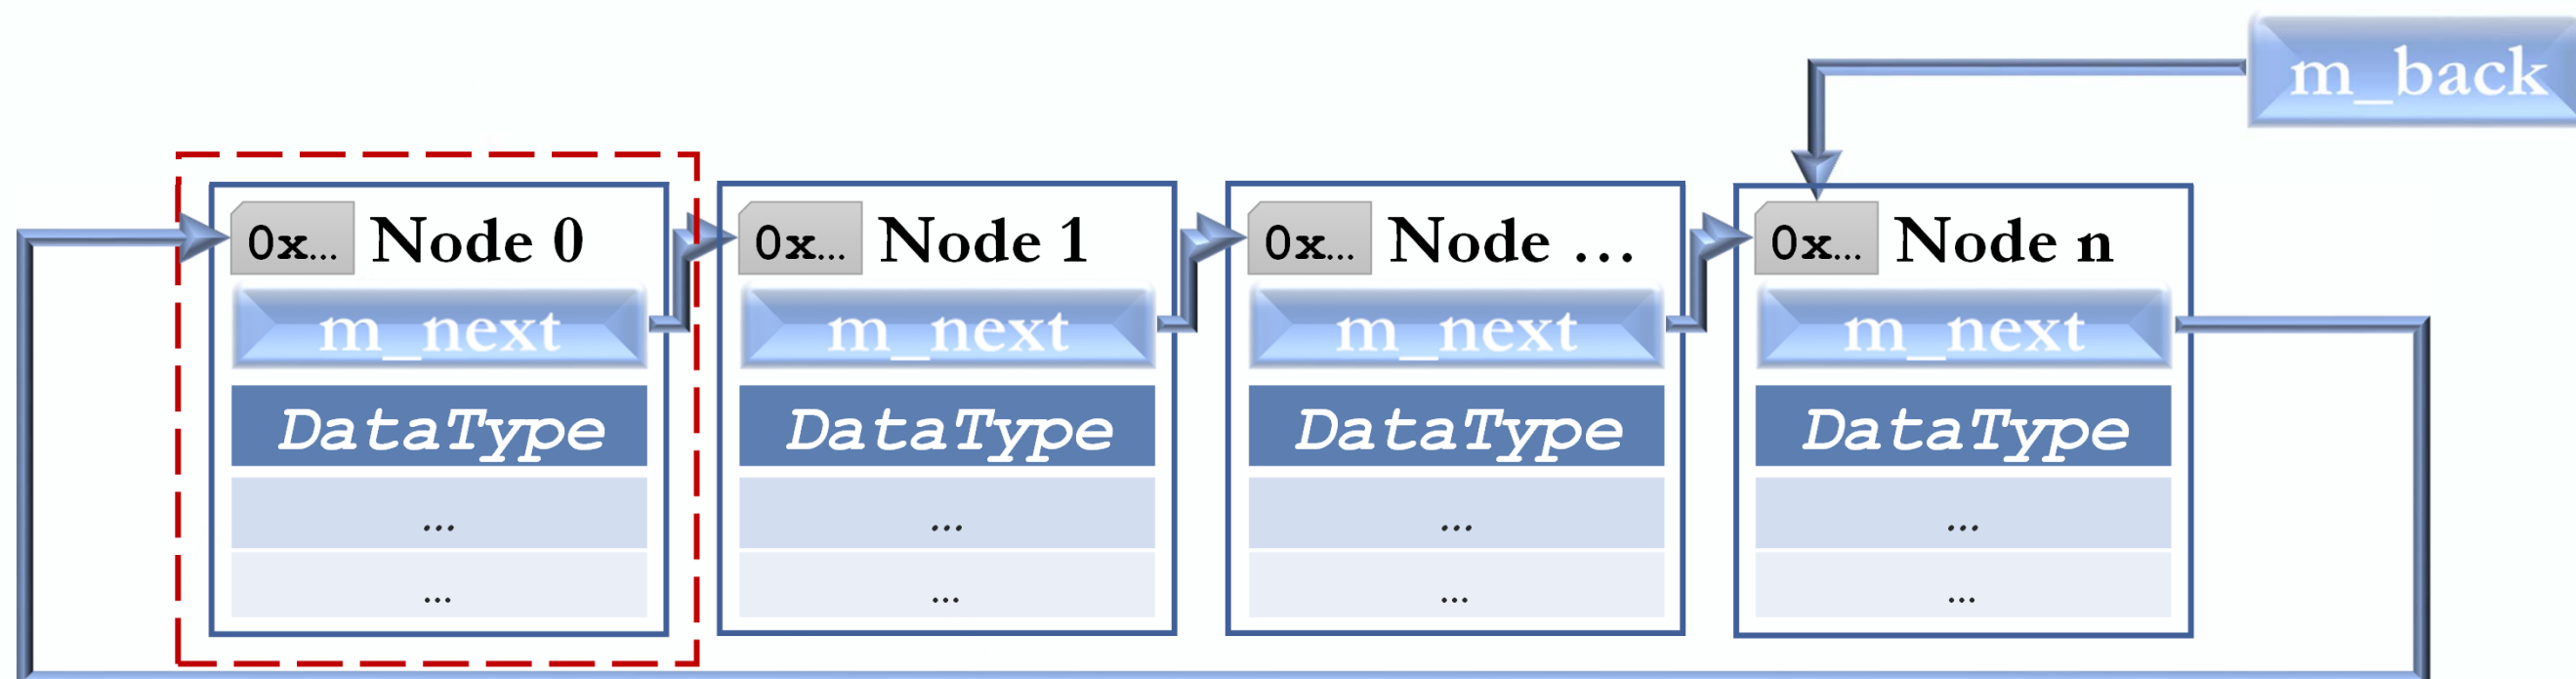 m_back
0x... Node 0
0x... Node 1
0x... Node ...
0x... Node n
m_next
m_next
m_next
m_next
DataType
DataType
DataType
DataType
...
...
...
...
...
...
...
...